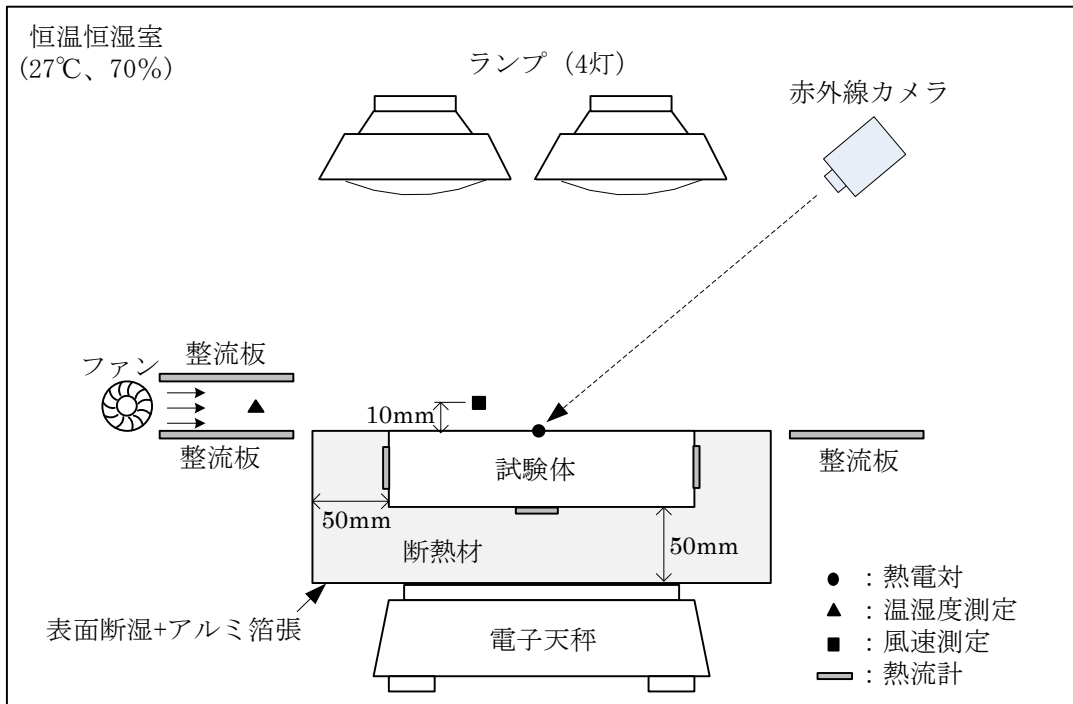 恒温恒湿室
(27℃、70%)
ランプ（4灯）
赤外線カメラ
ファン
整流板
10mm
整流板
試験体
整流板
50mm
断熱材
50mm
表面断湿+アルミ箔張
電子天秤
：熱電対
：温湿度測定
：風速測定
：熱流計